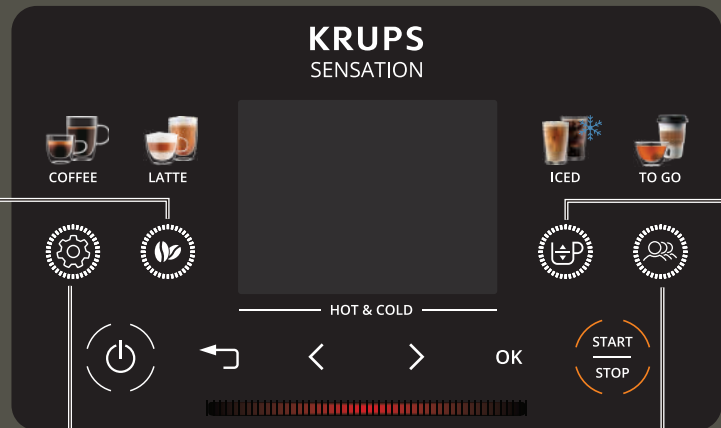 KRUPS
SENSATION
COFFEE
LATTE
ICED
TO GO
HOT & COLD
OK
START
STOP